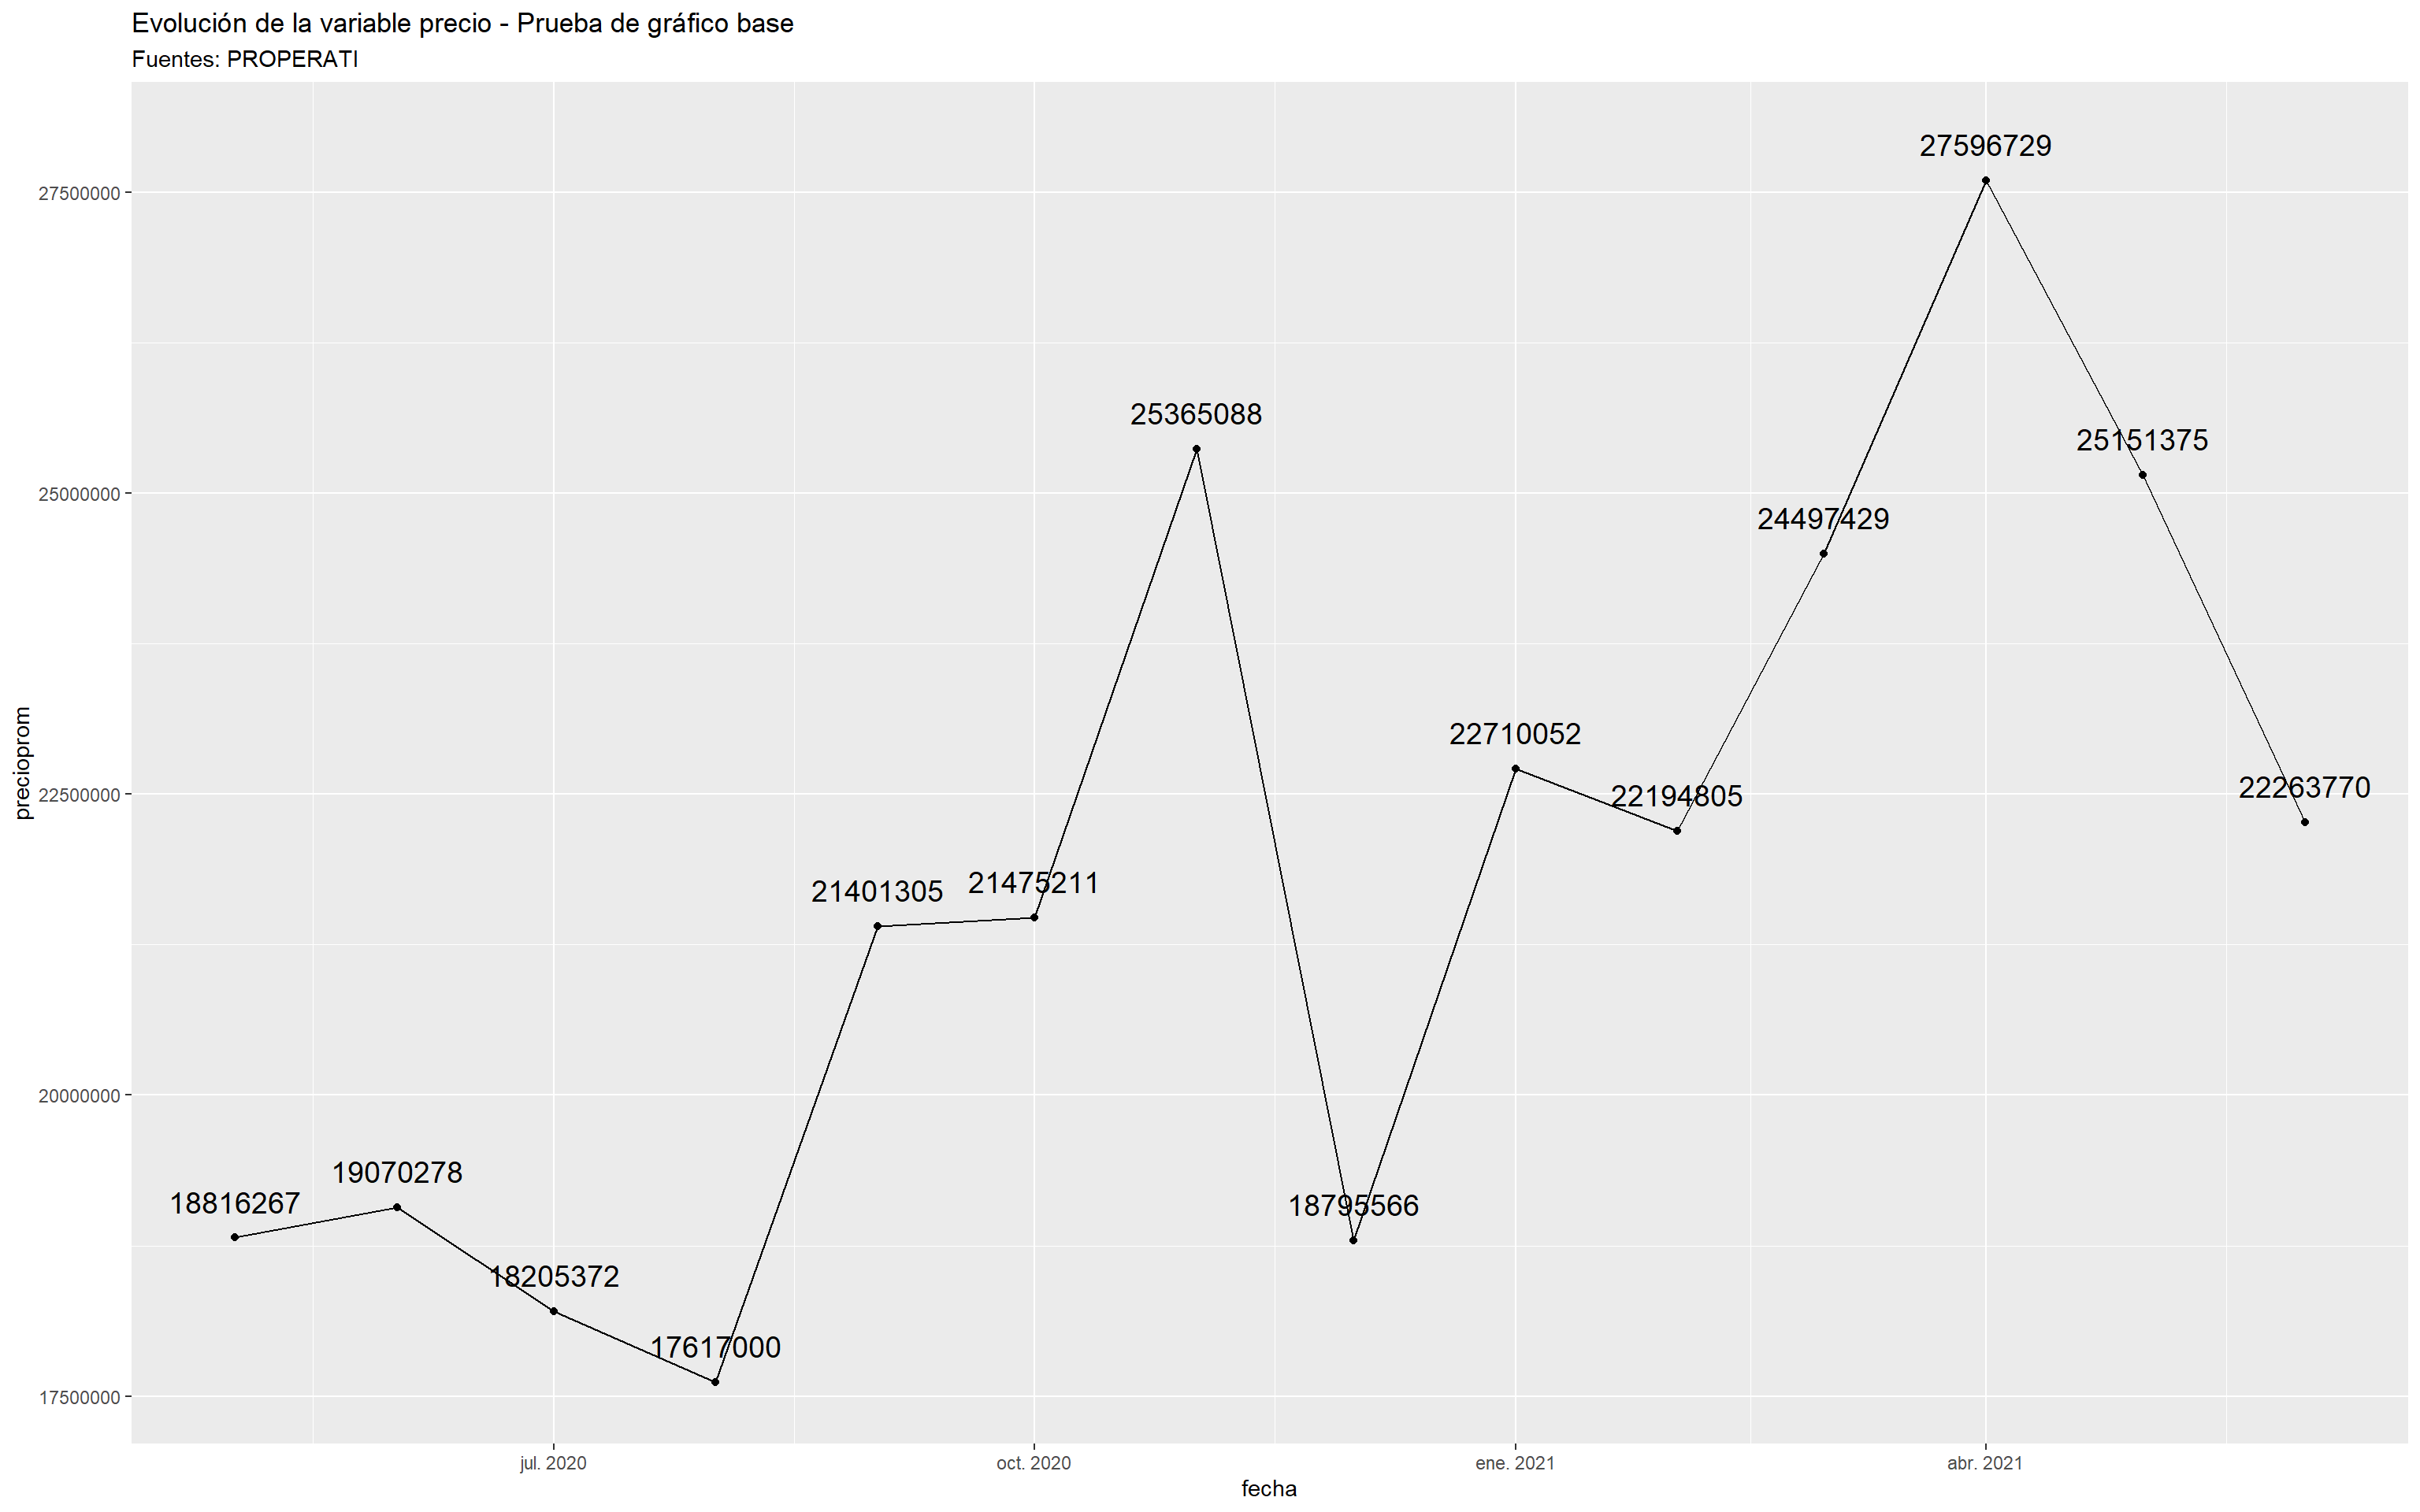 Evolución de la variable precio - Prueba de gráfico base
Fuentes: PROPERATI
27596729
27500000
25365088
25151375
25000000
24497429
22710052
22500000
22194805
22263770
precioprom
21401305
21475211
20000000
19070278
18816267
18795566
18205372
17617000
17500000
jul. 2020
oct. 2020
ene. 2021
abr. 2021
fecha